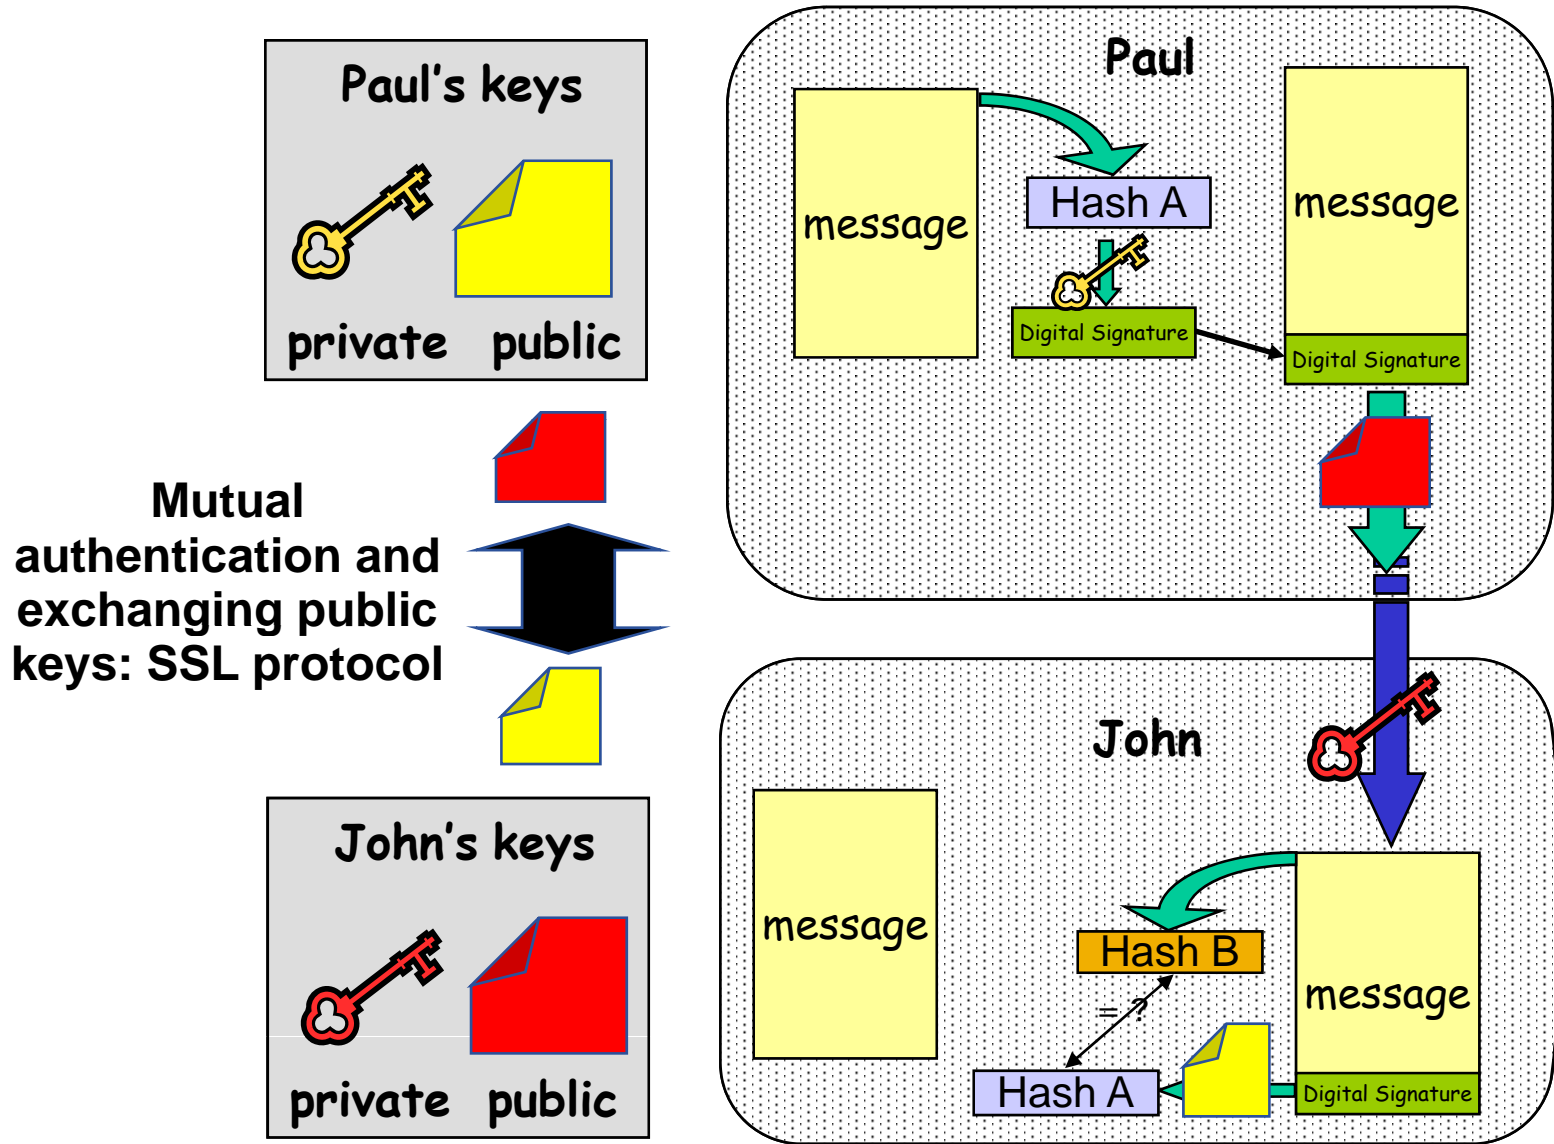 Paul's keys
private public
Mutual
authentication and
exchanging public
keys: SSL protocol
John's keys
private public
Paul
message
Hash A
Digital Signature
message
Digital Signature
John
message
Hash B
= ?
Hash A
message
Digital Signature